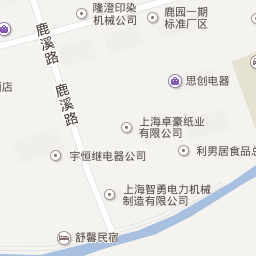 隆澄印染
机械公司
鹿园一期
标准厂区
鹿溪路
思创电器
酒店
鹿溪路
上海卓豪纸业
有限公司
利男居食品总
宇恒继电器公司
上海智勇电力机械
制造有限公司
舒馨民宿